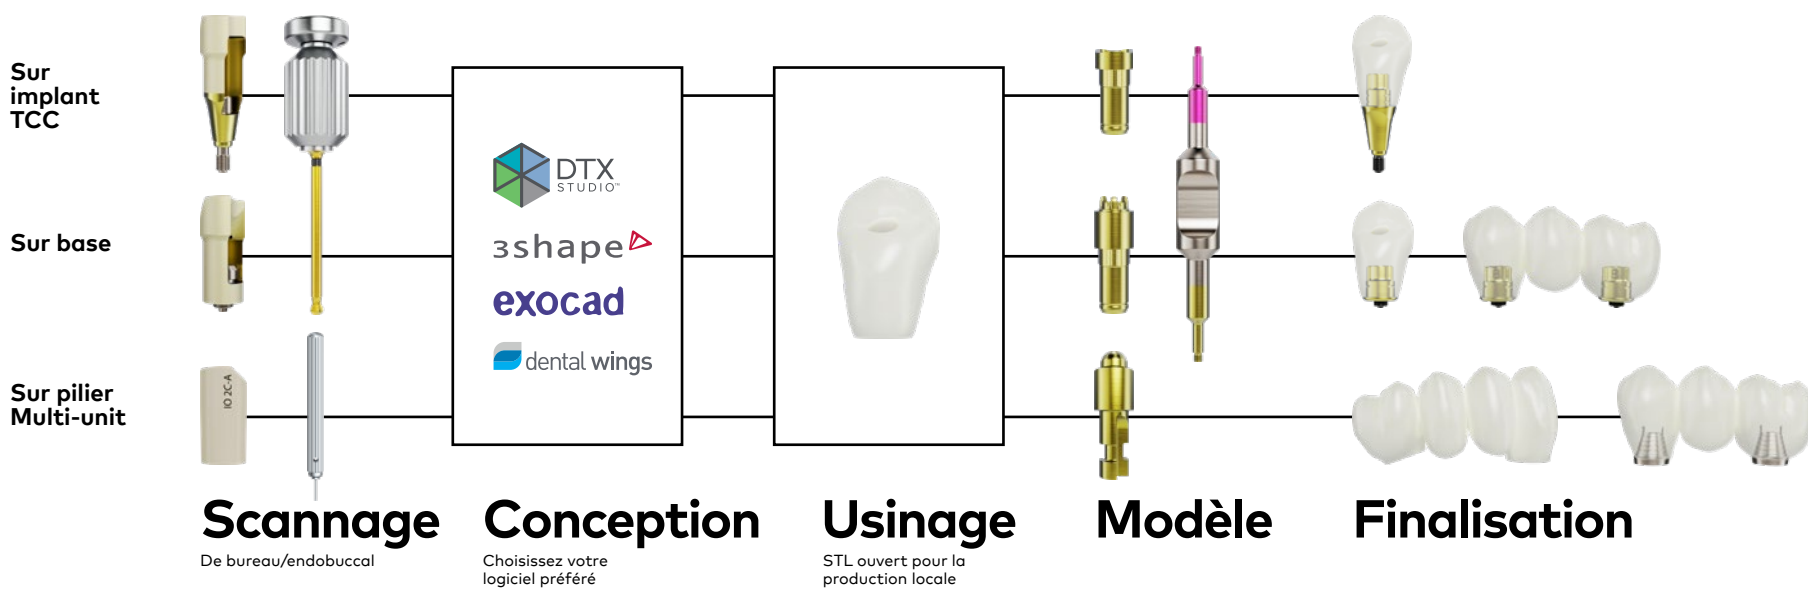 Sur
implant
TCC
Sur base
Sur pilier
Multi-unit
IO 2C-A
DTX
STUDIO™
3shape
exocad
dental wings
Scannage
De bureau/endobuccal
Conception
Choisissez votre
logiciel préféré
Usinage
STL ouvert pour la
production locale
Modèle
Finalisation